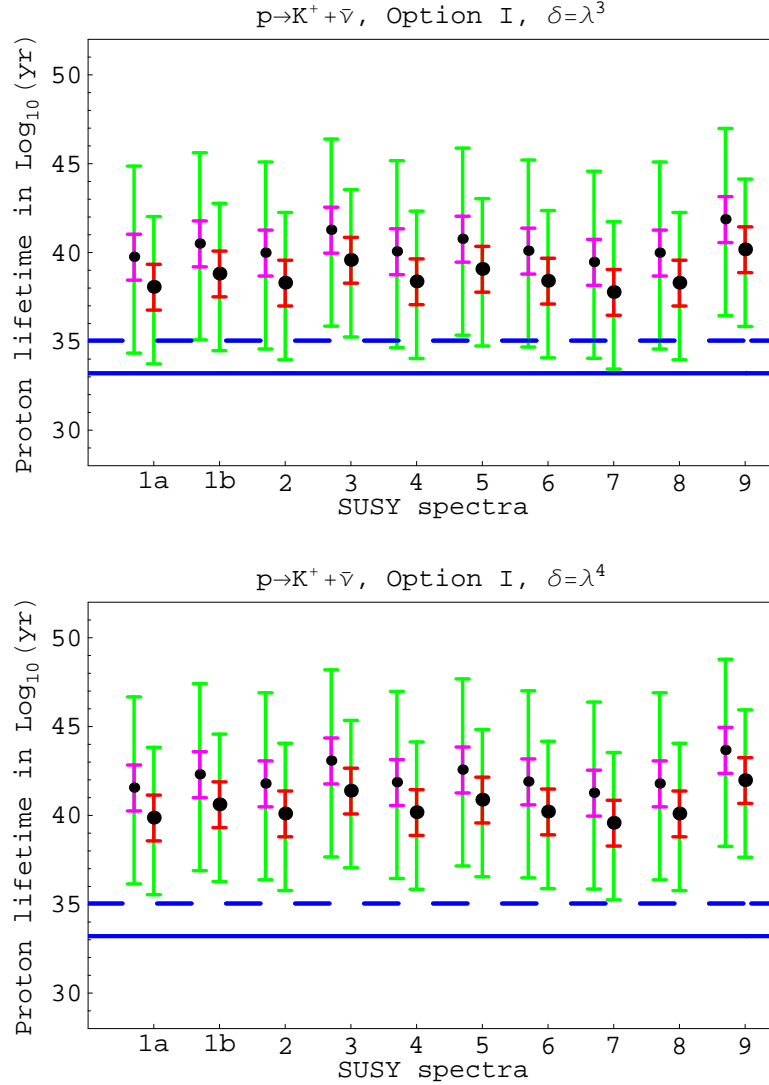 p→K⁺+ν̄, Option I, δ=λ³
Proton lifetime in Log₁₀(yr)
50
45
40
35
30
1a 1b 2 3 4 5 6 7 8 9
SUSY spectra
p→K⁺+ν̄, Option I, δ=λ⁴
Proton lifetime in Log₁₀(yr)
50
45
40
35
30
1a 1b 2 3 4 5 6 7 8 9
SUSY spectra